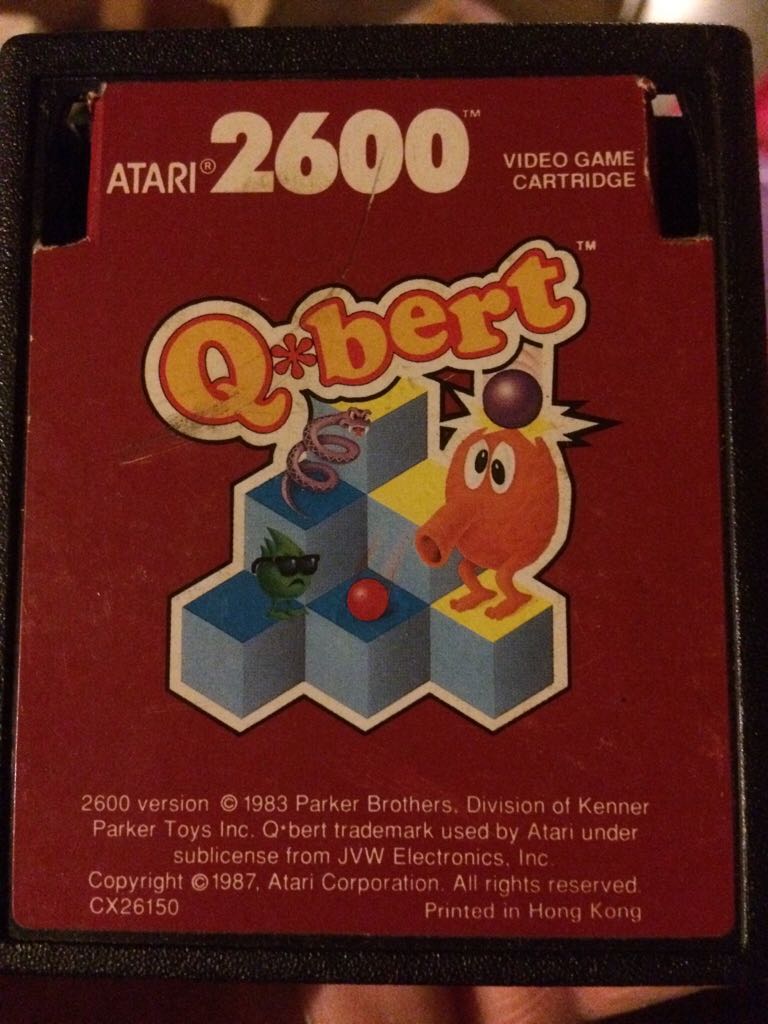 ATARI® 2600™ VIDEO GAME
CARTRIDGE
Q*bert™
2600 version © 1983 Parker Brothers, Division of Kenner
Parker Toys Inc. Q*bert trademark used by Atari under
sublicense from JVW Electronics, Inc.
Copyright © 1987, Atari Corporation. All rights reserved.
CX26150 Printed in Hong Kong